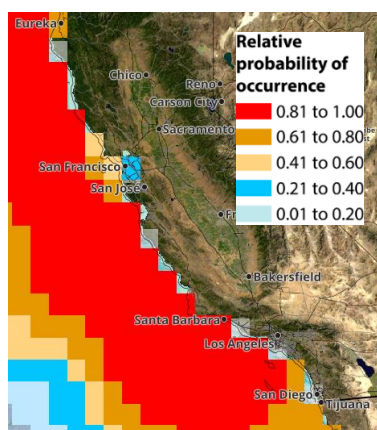 Eureka
Chico
Reno
Carson City
Sacramento
San Francisco
San José
Fr
Bakersfield
Santa Barbara
Los Angeles
San Diego
Tijuana
Relative
probability of
occurrence
0.81 to 1.00
0.61 to 0.80
0.41 to 0.60
0.21 to 0.40
0.01 to 0.20